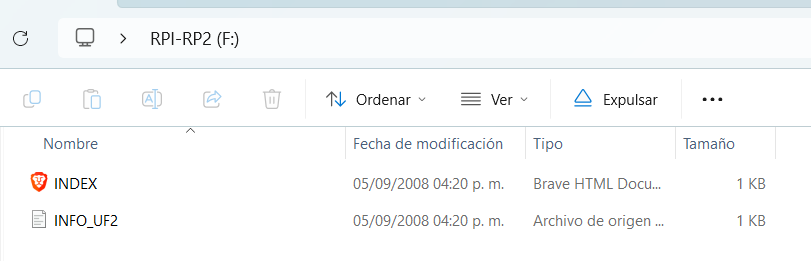 RPI-RP2 (F:)
Ordenar Ver Expulsar
Nombre Fecha de modificación Tipo Tamaño
INDEX 05/09/2008 04:20 p. m. Brave HTML Docu... 1 KB
INFO_UF2 05/09/2008 04:20 p. m. Archivo de origen ... 1 KB